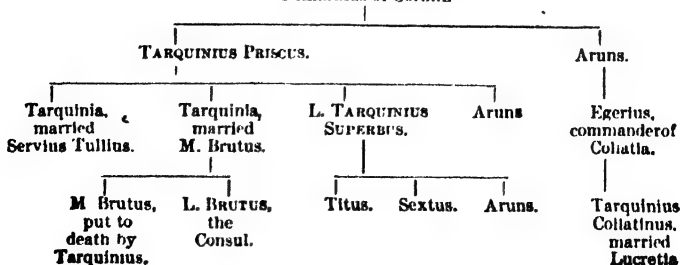 TARQUINIUS PRISCUS. Aruns.
Tarquinia, Tarquinia, L. TARQUINIUS Aruns Egerius,
married married SUPERBUS. commander of
Servius Tullius. M. Brutus. Collatia.
M Brutus, L. BRUTUS, Titus. Sextus. Aruns. Tarquinius
put to the Collatinus,
death by Consul. married
Tarquinius. Lucretia